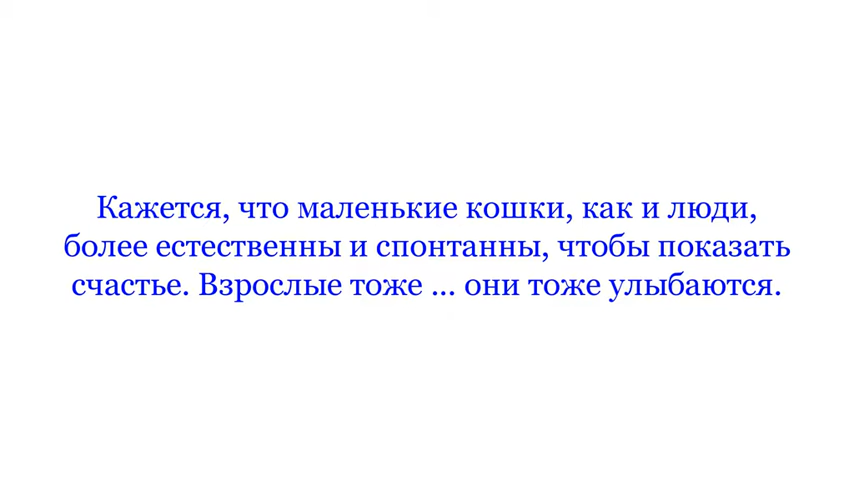 Кажется, что маленькие кошки, как и люди,
более естественны и спонтанны, чтобы показать
счастье. Взрослые тоже ... они тоже улыбаются.